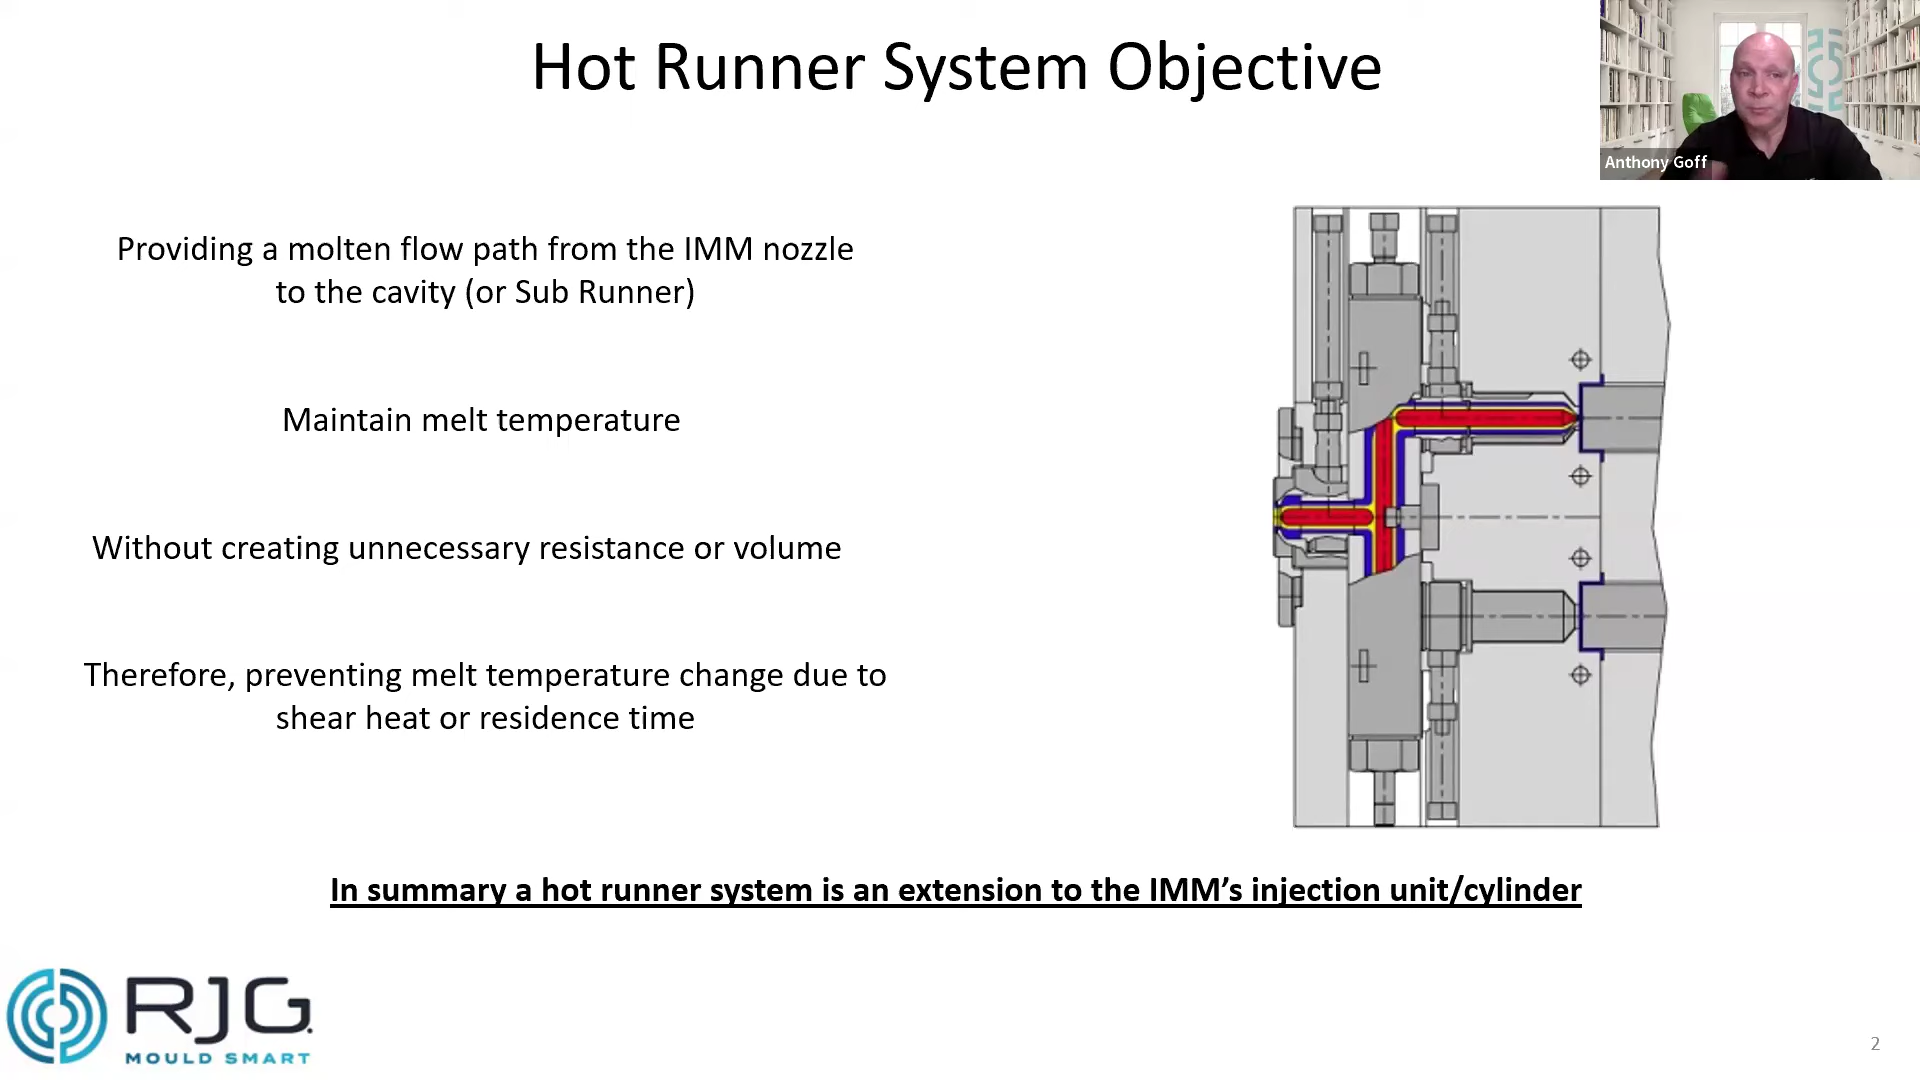 Hot Runner System Objective
Anthony Goff
Providing a molten flow path from the IMM nozzle
to the cavity (or Sub Runner)
Maintain melt temperature
Without creating unnecessary resistance or volume
Therefore, preventing melt temperature change due to
shear heat or residence time
In summary a hot runner system is an extension to the IMM’s injection unit/cylinder
RJG.
MOULD SMART
2